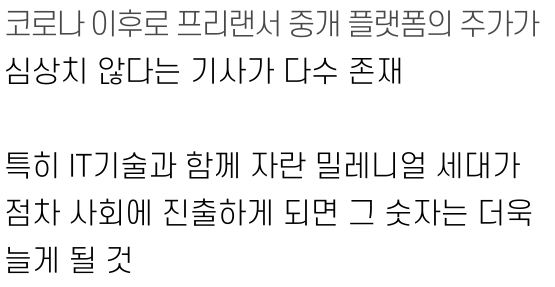 코로나 이후로 프리랜서 중개 플랫폼의 주가가
심상치 않다는 기사가 다수 존재
특히 IT기술과 함께 자란 밀레니얼 세대가
점차 사회에 진출하게 되면 그 숫자는 더욱
늘게 될 것